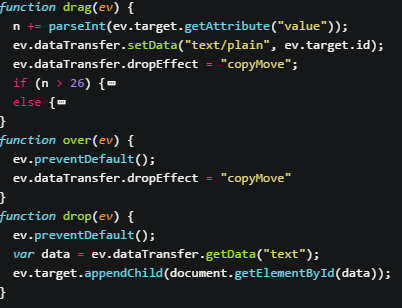 function drag(ev) {
  n += parseInt(ev.target.getAttribute("value"));
  ev.dataTransfer.setData("text/plain", ev.target.id);
  ev.dataTransfer.dropEffect = "copyMove";
  if (n > 26) {
  else {
}
function over(ev) {
  ev.preventDefault();
  ev.dataTransfer.dropEffect = "copyMove"
}
function drop(ev) {
  ev.preventDefault();
  var data = ev.dataTransfer.getData("text");
  ev.target.appendChild(document.getElementById(data));
}